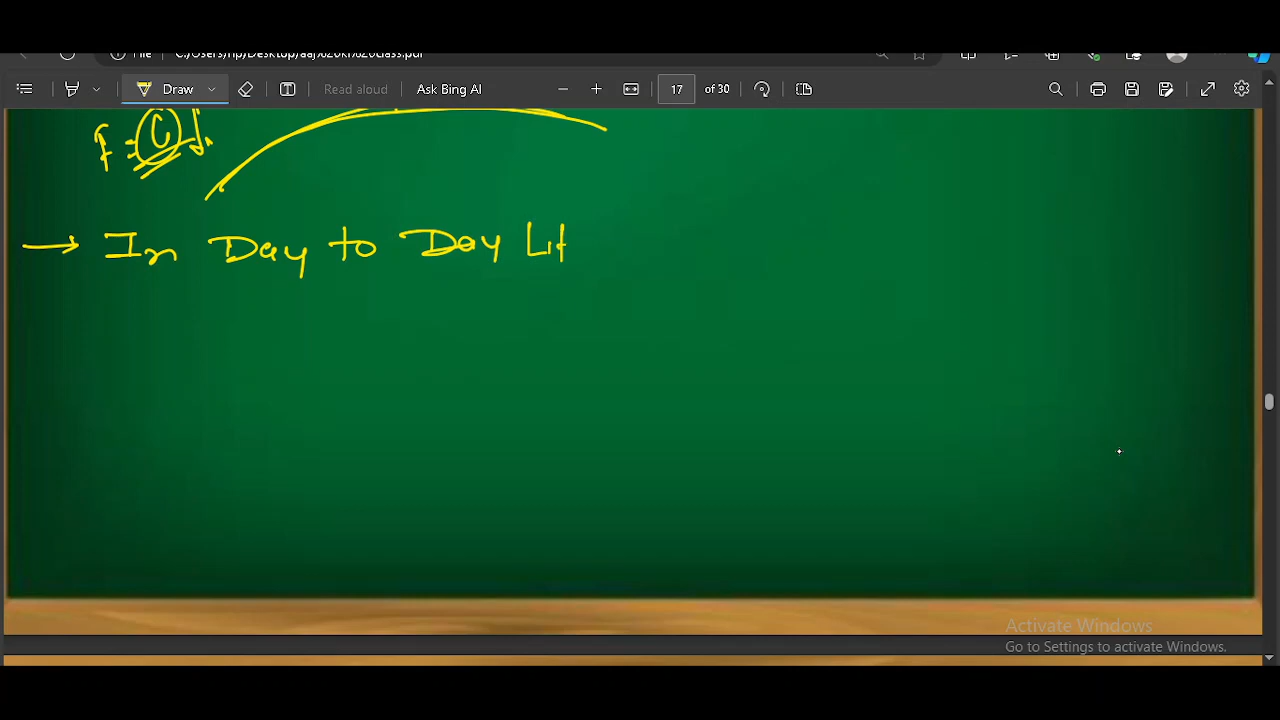 File C:/Users/hp/Desktop/aaj%20ki%20class.pdf
Draw Read aloud Ask Bing AI 17 of 30
→ In Day to Day Lif
Activate Windows
Go to Settings to activate Windows.